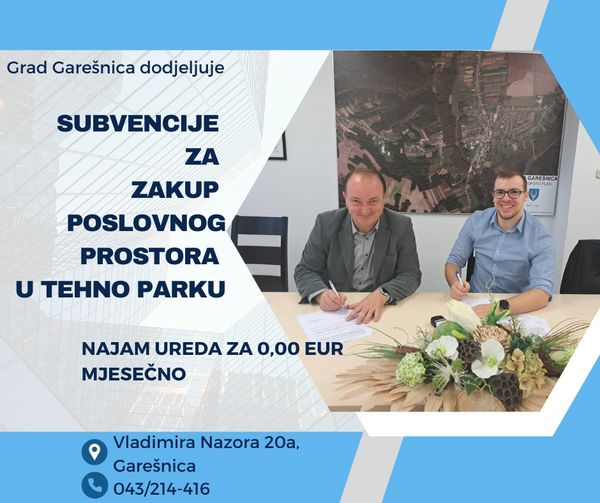 Grad Garešnica dodjeljuje
SUBVENCIJE
ZA
ZAKUP
POSLOVNOG
PROSTORA
U TEHNO PARKU
NAJAM UREDA ZA 0,00 EUR
MJESEČNO
Vladimira Nazora 20a,
Garešnica
043/214-416
GAREŠNICA